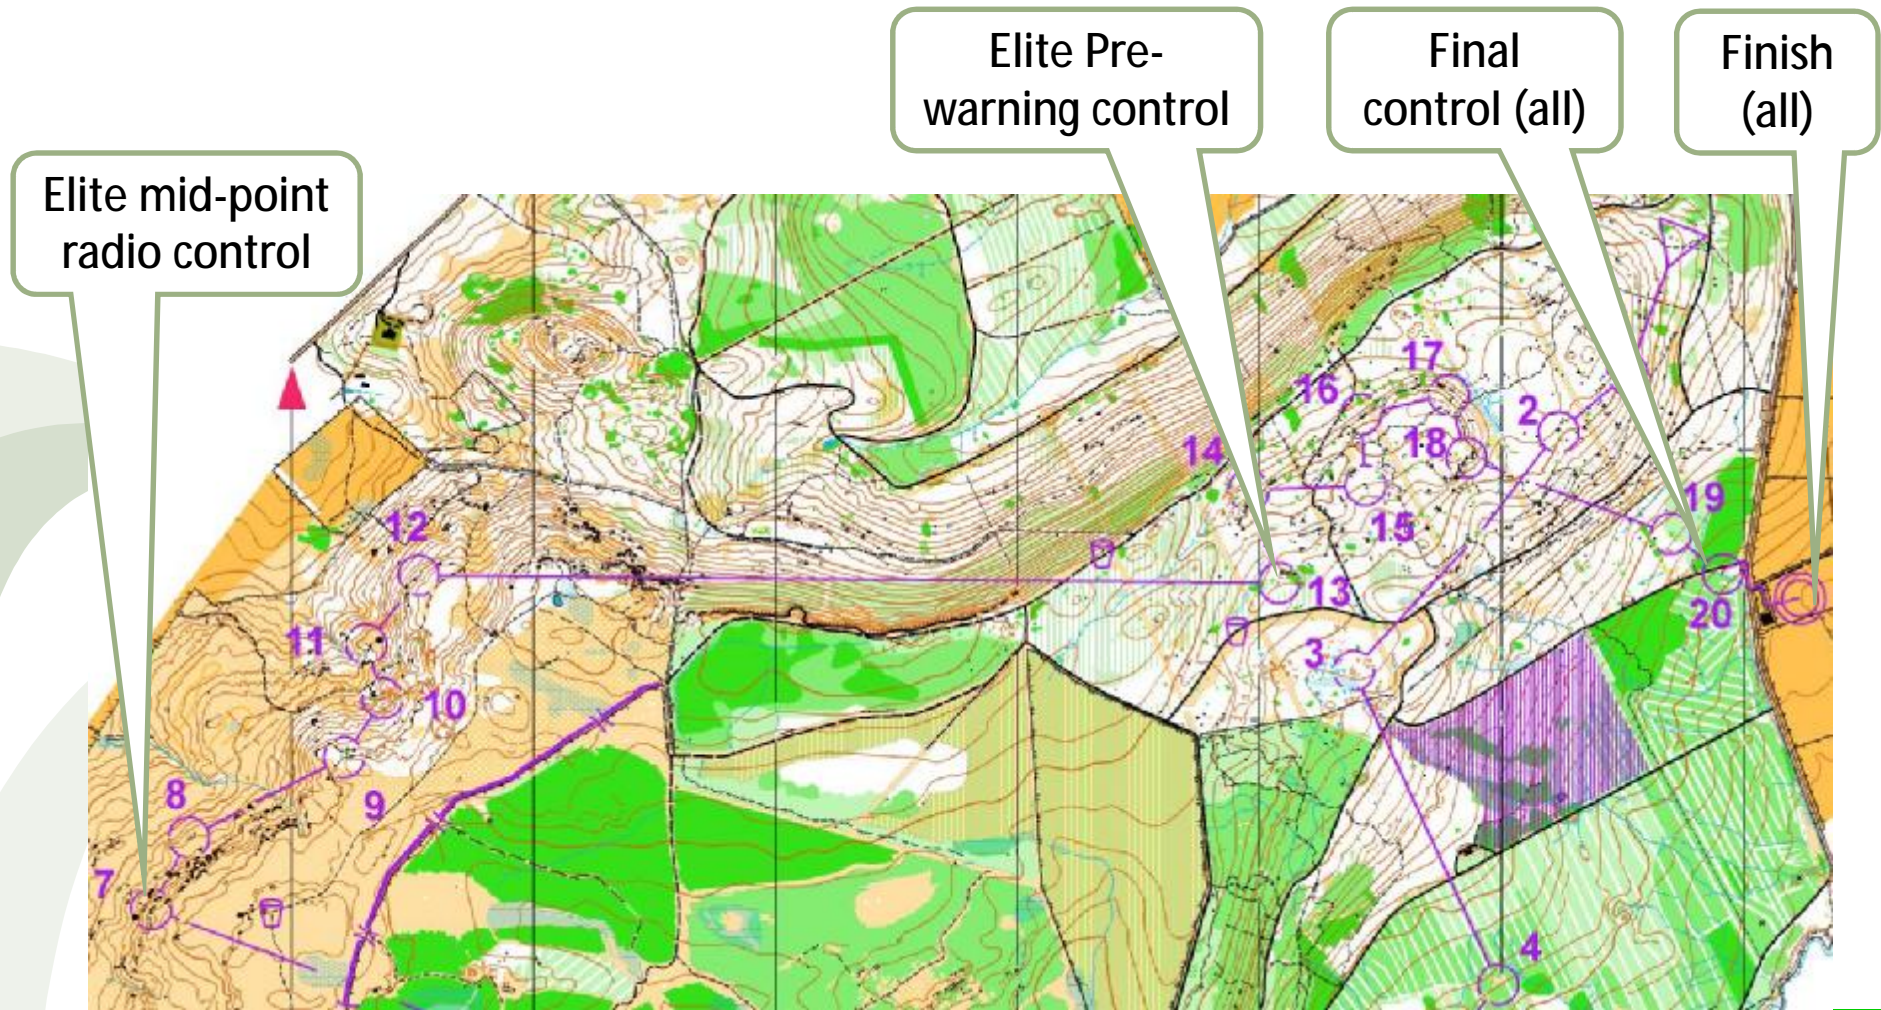 Elite Pre-
warning control
Final
control (all)
Finish
(all)
Elite mid-point
radio control
17
16
2
18
14
19
15
12
13
20
11
3
10
8
9
7
4